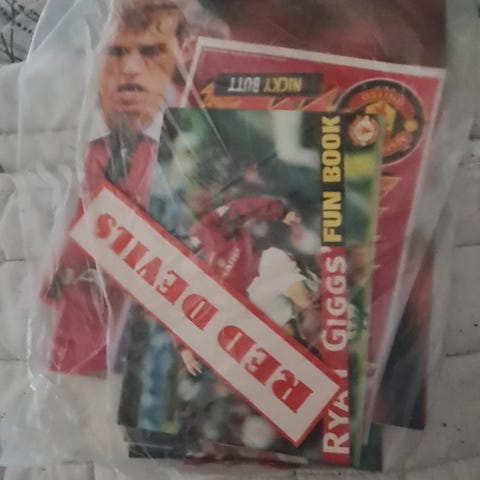 NICKY BUTT
RYAN GIGGS' FUN BOOK
RED DEVILS